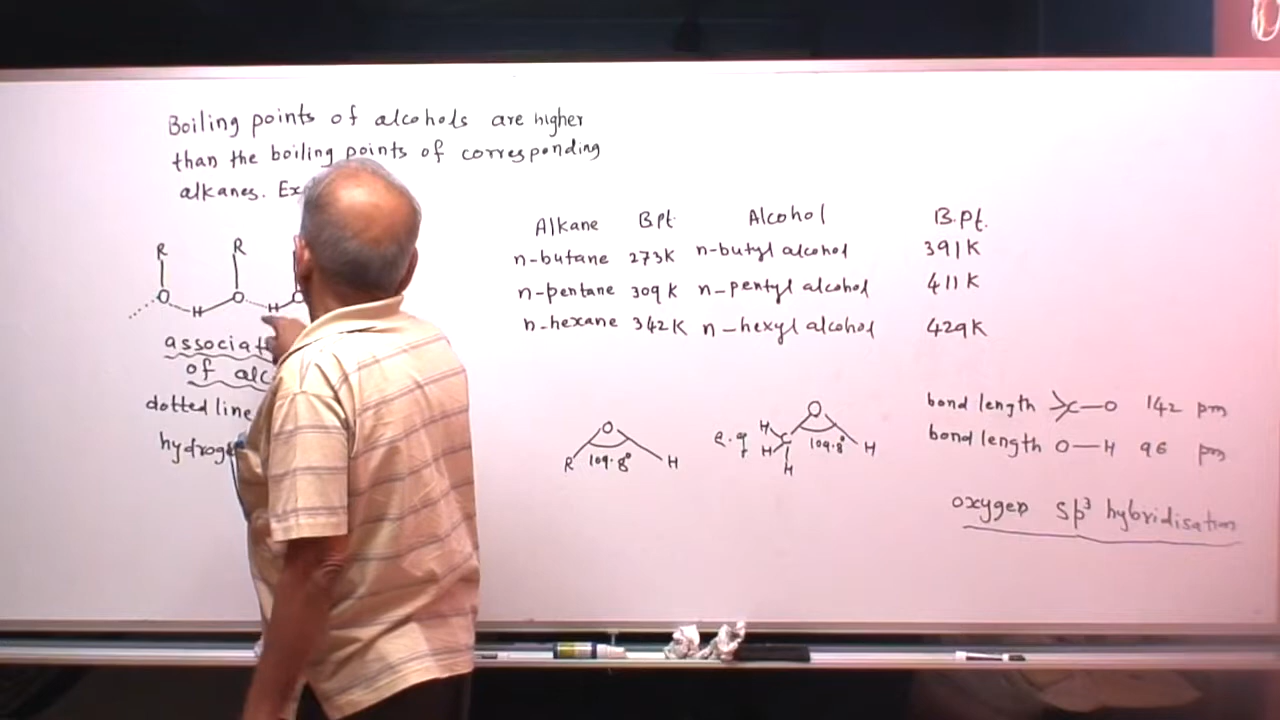 Boiling points of alcohols are higher
than the boiling points of corresponding
alkanes.
R R
O H O H O
of
dotted line
Alkane B.pt. Alcohol B.Pt.
n-butane 273K n-butyl alcohol 391K
n-pentane 309K n-pentyl alcohol 411K
n-hexane 342K n-hexyl alcohol 429K
O
R 109.8° H
e.g H C H H O 109.8° H
bond length C—O 142 pm
bond length O—H 96 pm
oxygen sp³ hybridisation